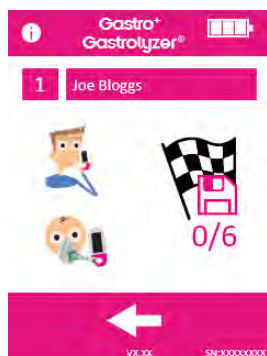 i
Gastro+
Gastrolyzer®
1
Joe Bloggs
0/6
VX.XX
SN:XXXXXXXX